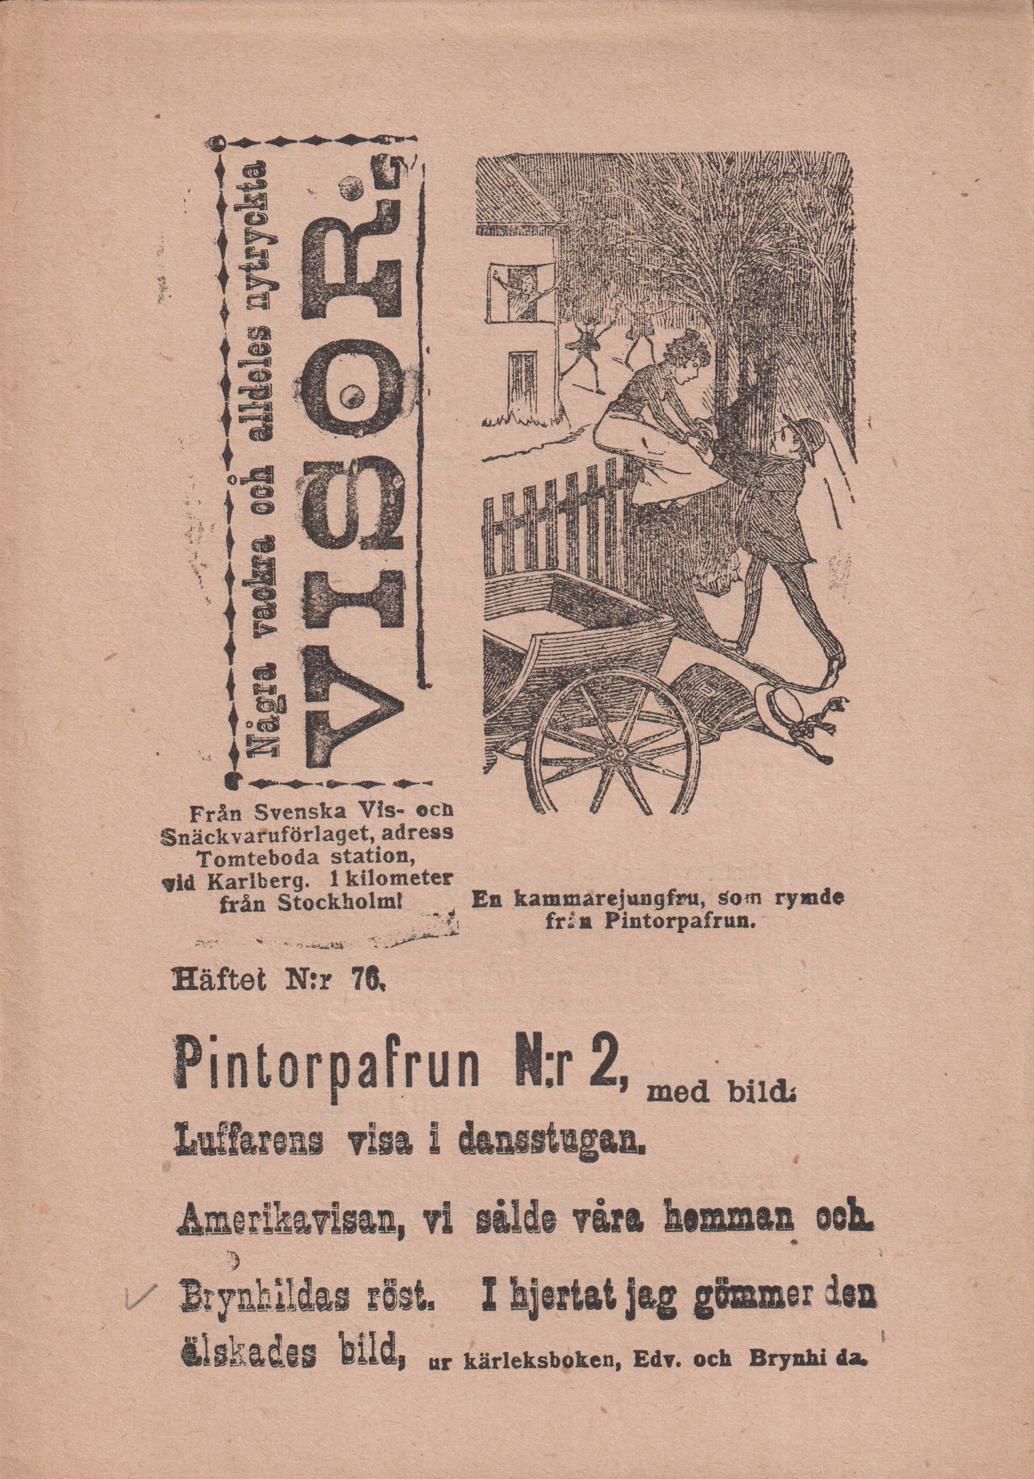 Några vackra och alldeles nytryckta
VISOR.
Från Svenska Vis- och
Snäckvaruförlaget, adress
Tomteboda station,
vid Karlberg. 1 kilometer
från Stockholm!
En kammarejungfru, som rymde
från Pintorpafrun.
Häftet N:r 76.
Pintorpafrun N:r 2, med bild.
Luffarens visa i dansstugan.
Amerikavisan, vi sålde våra hemman och.
Brynhildas röst. I hjertat jag gömmer den
älskades bild, ur kärleksboken, Edv. och Brynhi da.